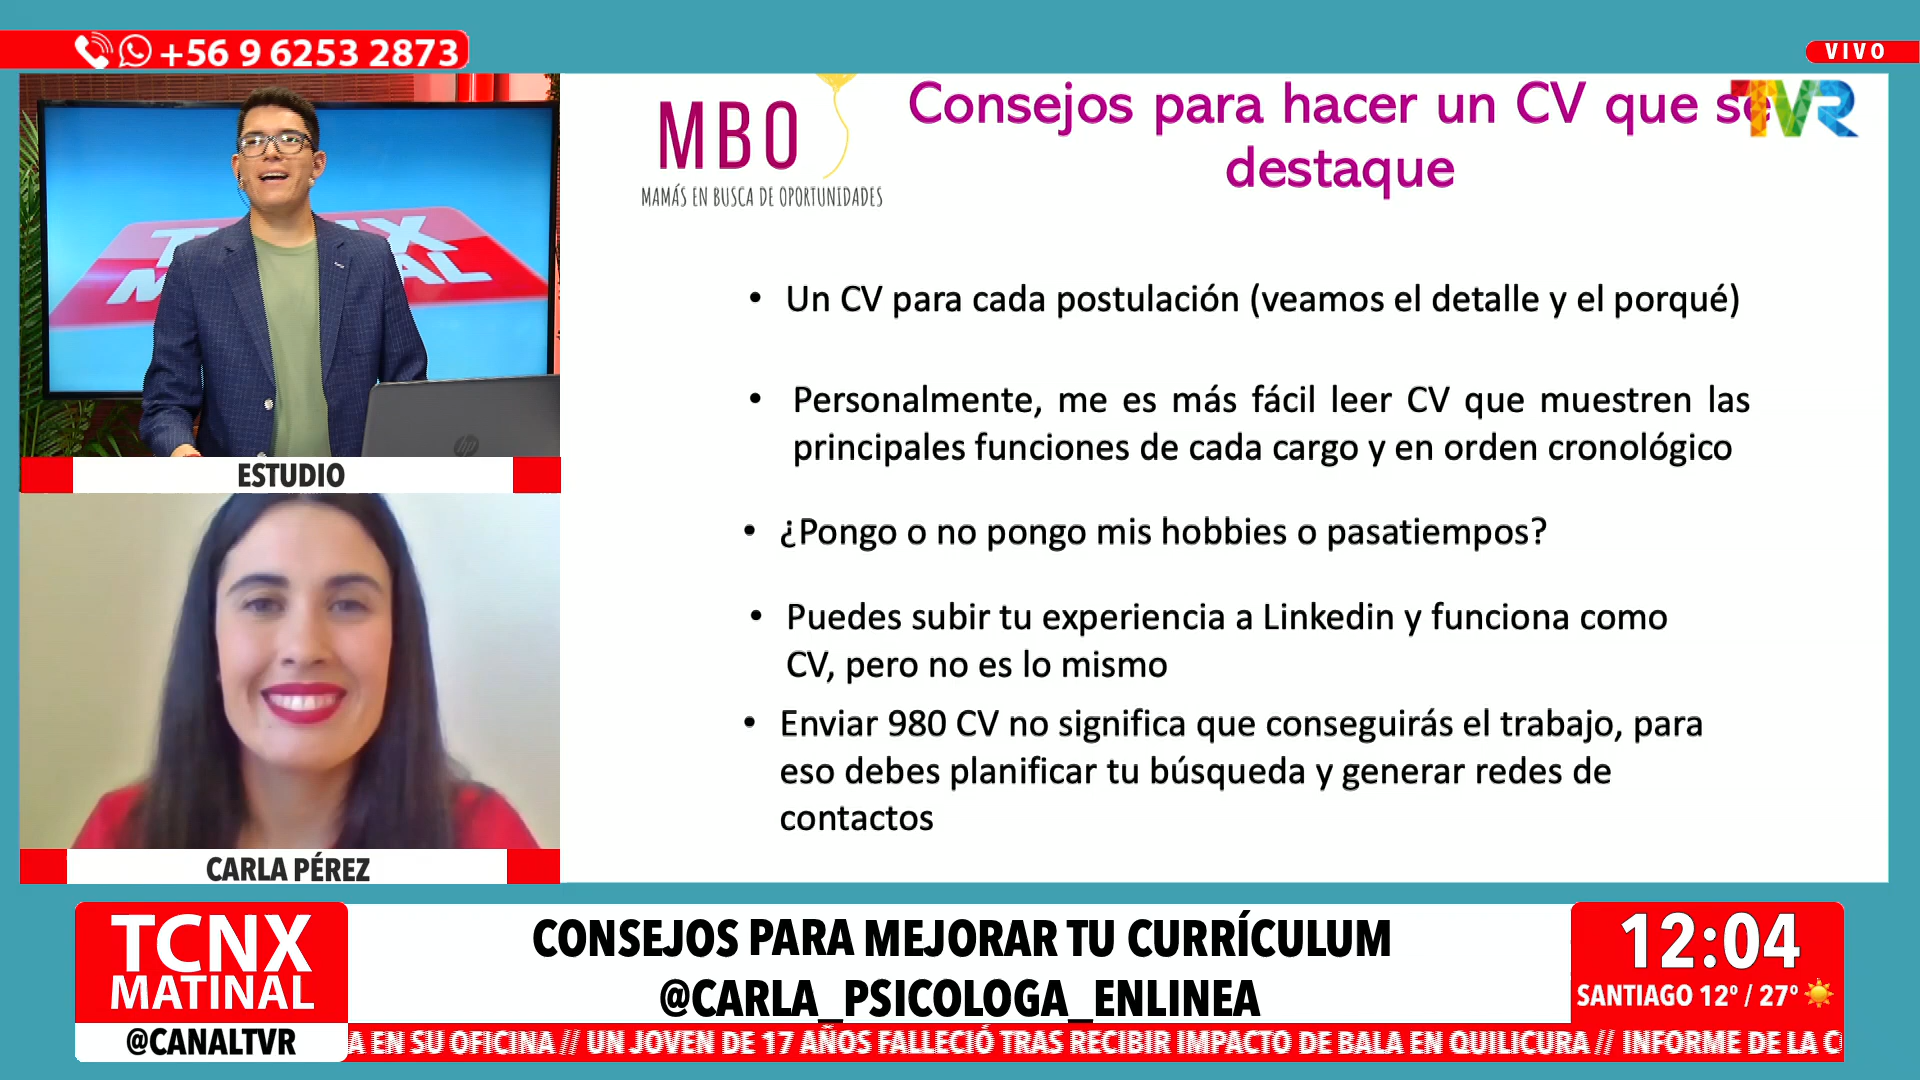 +56 9 6253 2873
VIVO
MBO
MAMÁS EN BUSCA DE OPORTUNIDADES
Consejos para hacer un CV que se
destaque
TVR
• Un CV para cada postulación (veamos el detalle y el porqué)
• Personalmente, me es más fácil leer CV que muestren las
principales funciones de cada cargo y en orden cronológico
• ¿Pongo o no pongo mis hobbies o pasatiempos?
• Puedes subir tu experiencia a Linkedin y funciona como
CV, pero no es lo mismo
• Enviar 980 CV no significa que conseguirás el trabajo, para
eso debes planificar tu búsqueda y generar redes de
contactos
hp
ESTUDIO
CARLA PÉREZ
TCNX
MATINAL
@CANALTVR
CONSEJOS PARA MEJORAR TU CURRÍCULUM
@CARLA_PSICOLOGA_ENLINEA
12:04
SANTIAGO 12º / 27º
A EN SU OFICINA // UN JOVEN DE 17 AÑOS FALLECIÓ TRAS RECIBIR IMPACTO DE BALA EN QUILICURA // INFORME DE LA